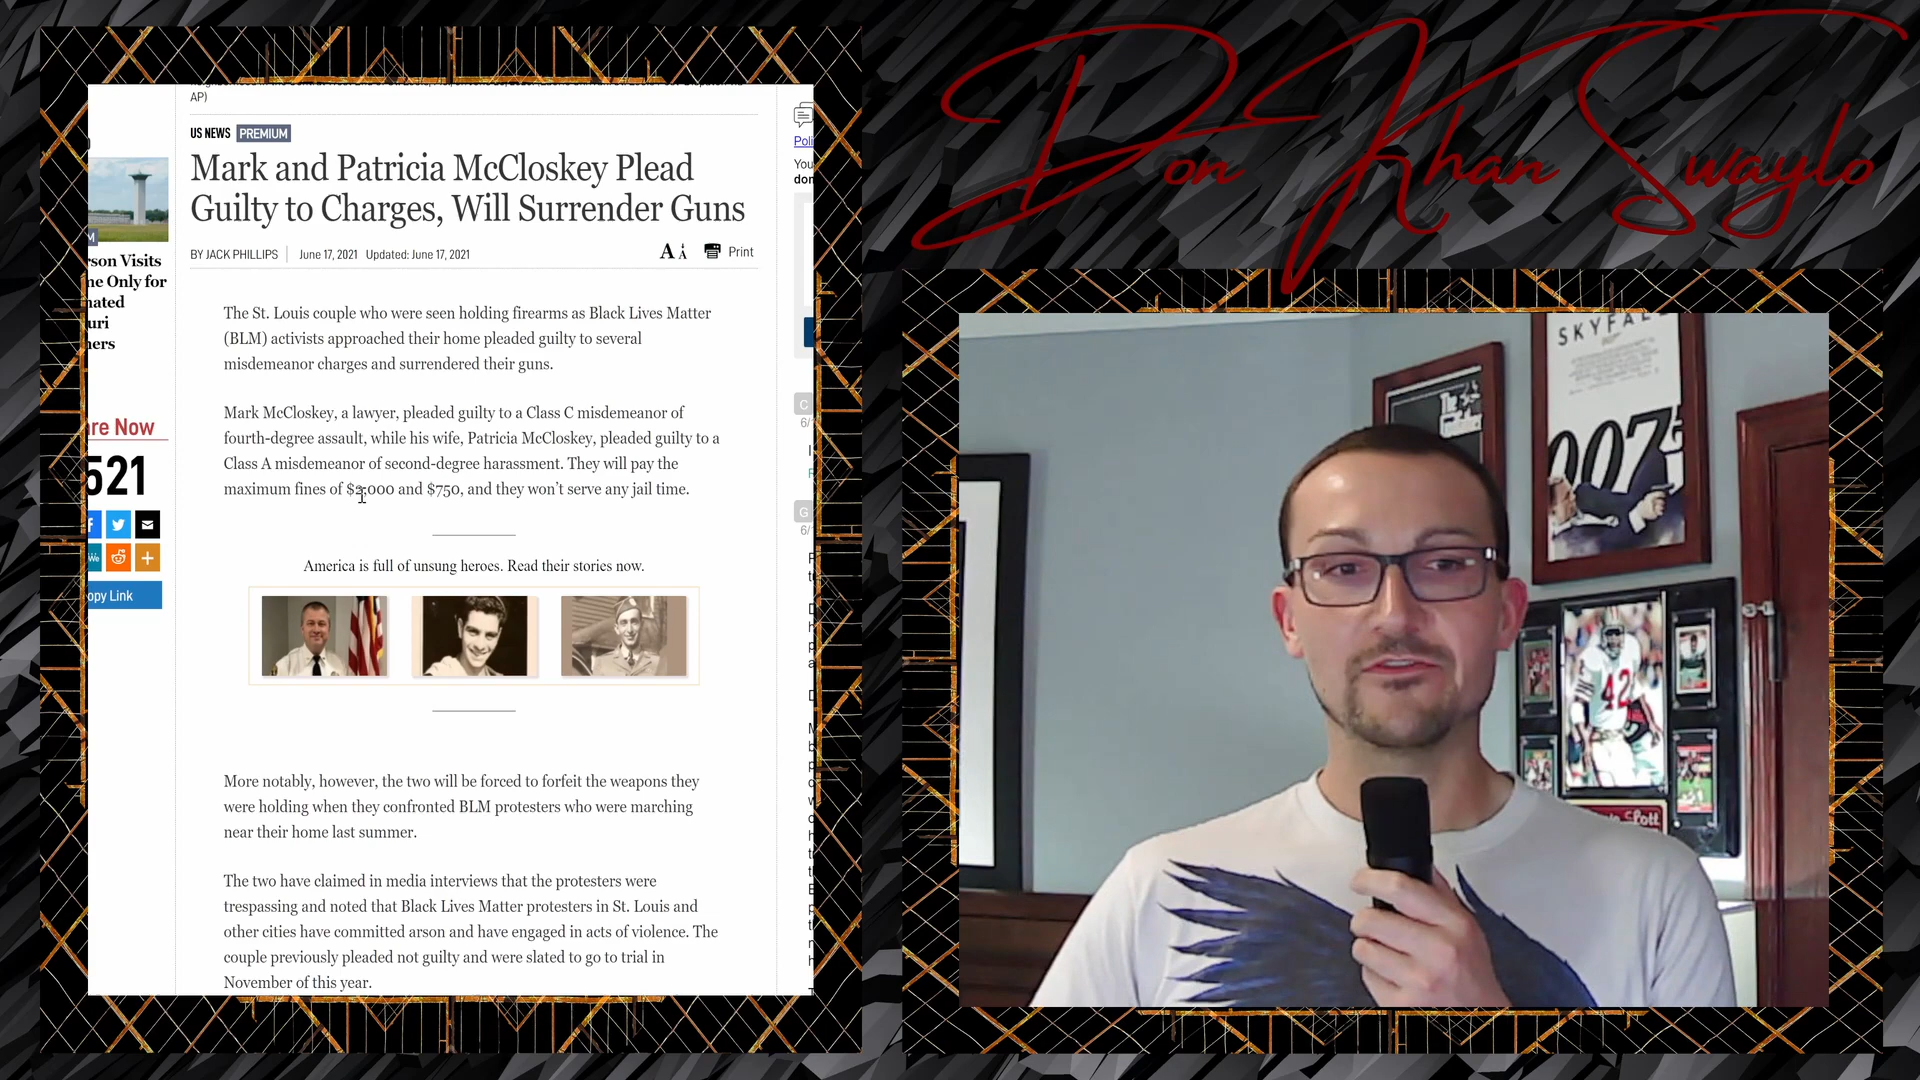 AP)
US NEWS PREMIUM
Mark and Patricia McCloskey Plead
Guilty to Charges, Will Surrender Guns
BY JACK PHILLIPS June 17, 2021 Updated: June 17, 2021
A A Print
The St. Louis couple who were seen holding firearms as Black Lives Matter
(BLM) activists approached their home pleaded guilty to several
misdemeanor charges and surrendered their guns.
Mark McCloskey, a lawyer, pleaded guilty to a Class C misdemeanor of
fourth-degree assault, while his wife, Patricia McCloskey, pleaded guilty to a
Class A misdemeanor of second-degree harassment. They will pay the
maximum fines of and $750, and they won't serve any jail time.
America is full of unsung heroes. Read their stories now.
More notably, however, the two will be forced to forfeit the weapons they
were holding when they confronted BLM protesters who were marching
near their home last summer.
The two have claimed in media interviews that the protesters were
trespassing and noted that Black Lives Matter protesters in St. Louis and
other cities have committed arson and have engaged in acts of violence. The
couple previously pleaded not guilty and were slated to go to trial in
November of this year.
rson Visits
ne Only for
nated
uri
ners
are Now
521
opy Link
Poli
You
don
Don Khan Swaylo
SKYFAL
007
The
42